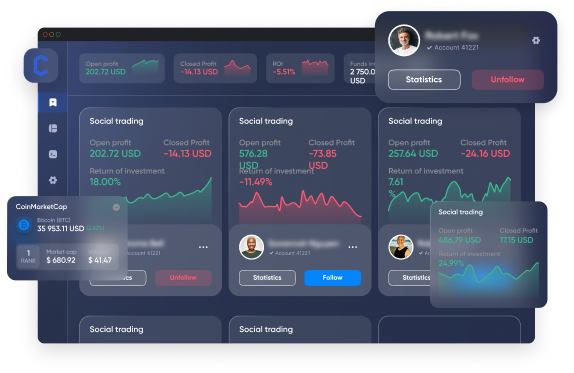 Open profit
202.72 USD
Closed Profit
-14.13 USD
ROI
-5.51%
Funds in
2 750.0
USD
Account 41221
Statistics
Unfollow
Social trading
Open profit
202.72 USD
Closed Profit
-14.13 USD
Return of investment
18.00%
Account 41221
Unfollow
Social trading
Open profit
576.28
USD
Closed Profit
-73.85
USD
Return of investment
-11.49%
Account 41221
Statistics
Follow
Social trading
Open profit
257.64 USD
Closed Profit
-24.16 USD
Return of investment
7.61
%
Statistics
CoinMarketCap
Bitcoin (BTC)
35 953.11 USD
1
RANK
Market cap
$ 680.92
$ 41.47
Social trading
Open profit
486.79 USD
Closed Profit
17.15 USD
Return of investment
24.99%
Social trading
Social trading